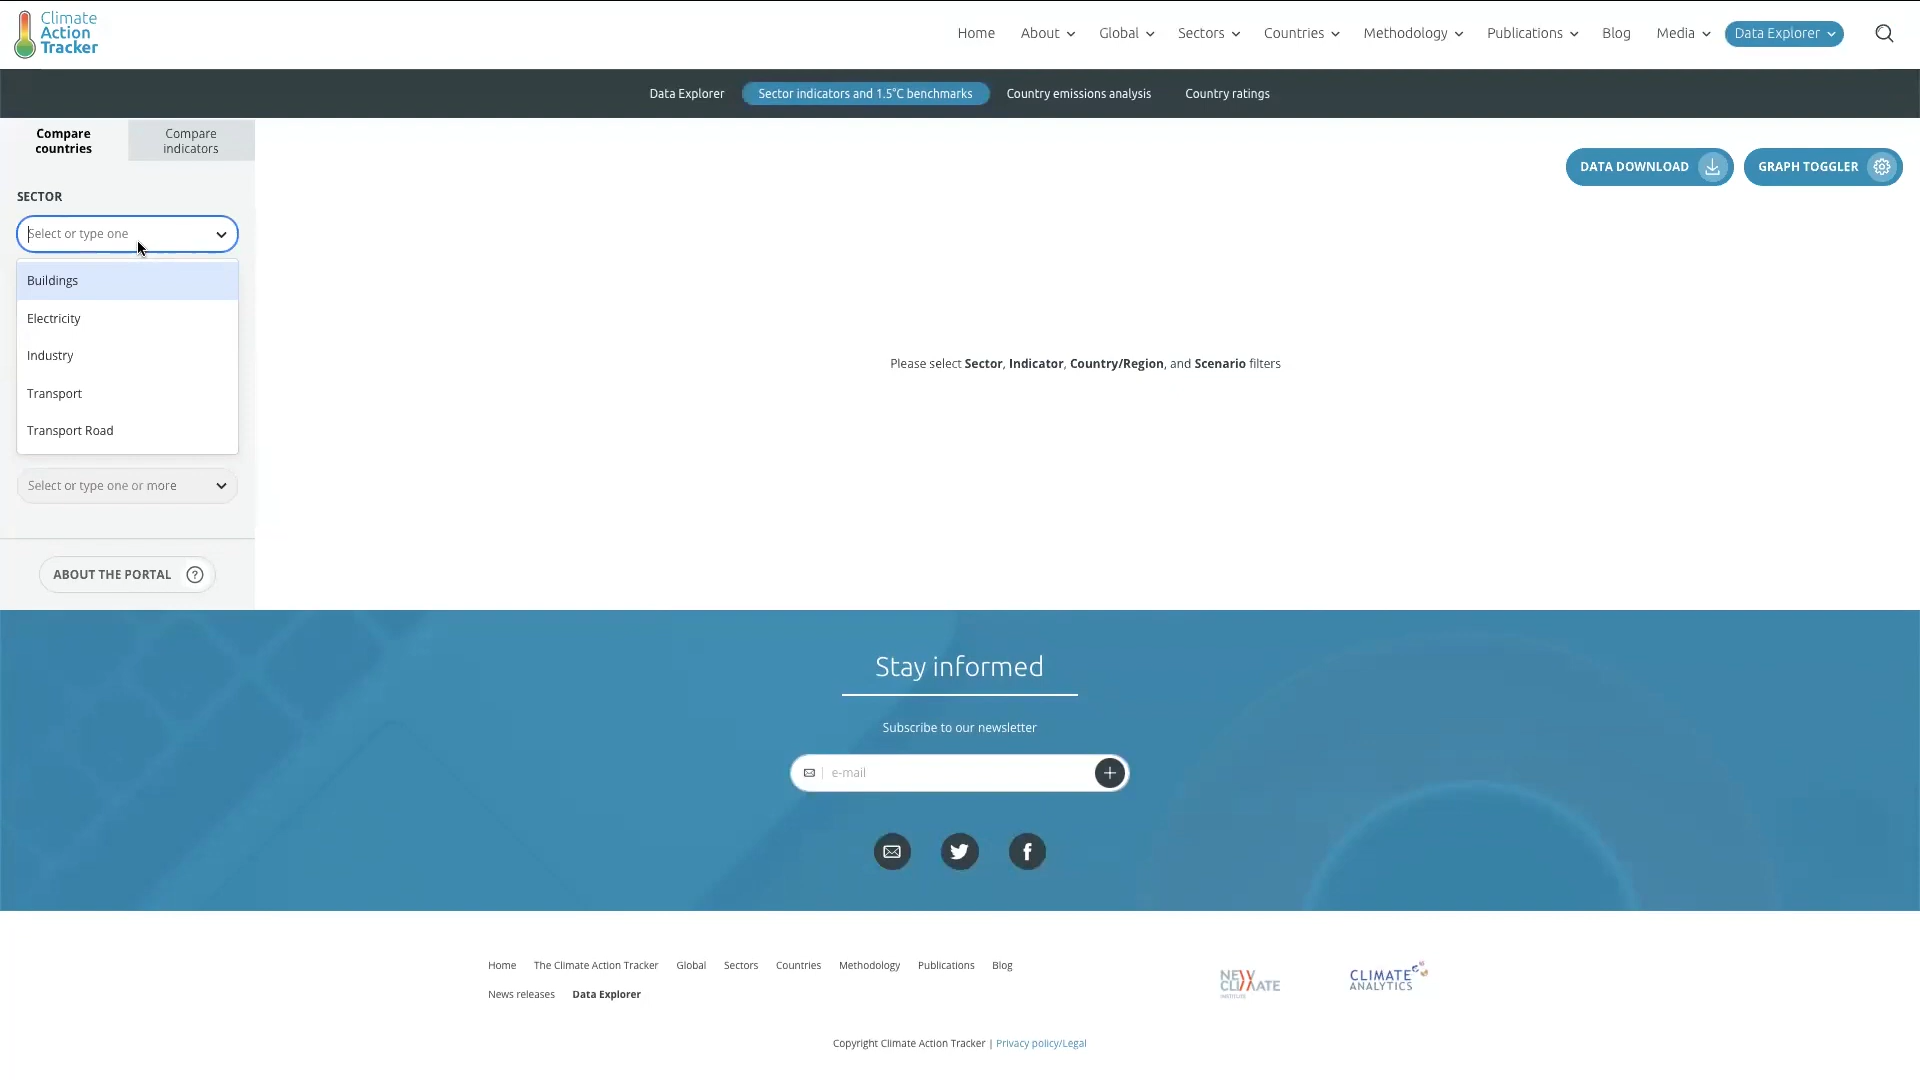 Climate
Action
Tracker
Home About Global Sectors Countries Methodology Publications Blog Media Data Explorer
Data Explorer Sector indicators and 1.5°C benchmarks Country emissions analysis Country ratings
Compare
countries
Compare
indicators
DATA DOWNLOAD GRAPH TOGGLER
SECTOR
Select or type one
Buildings
Electricity
Industry
Transport
Transport Road
Select or type one or more
ABOUT THE PORTAL ?
Please select Sector, Indicator, Country/Region, and Scenario filters
Stay informed
Subscribe to our newsletter
e-mail
Home The Climate Action Tracker Global Sectors Countries Methodology Publications Blog
News releases Data Explorer
NEW
CLIMATE
INSTITUTE
CLIMATE
ANALYTICS
Copyright Climate Action Tracker | Privacy policy/Legal